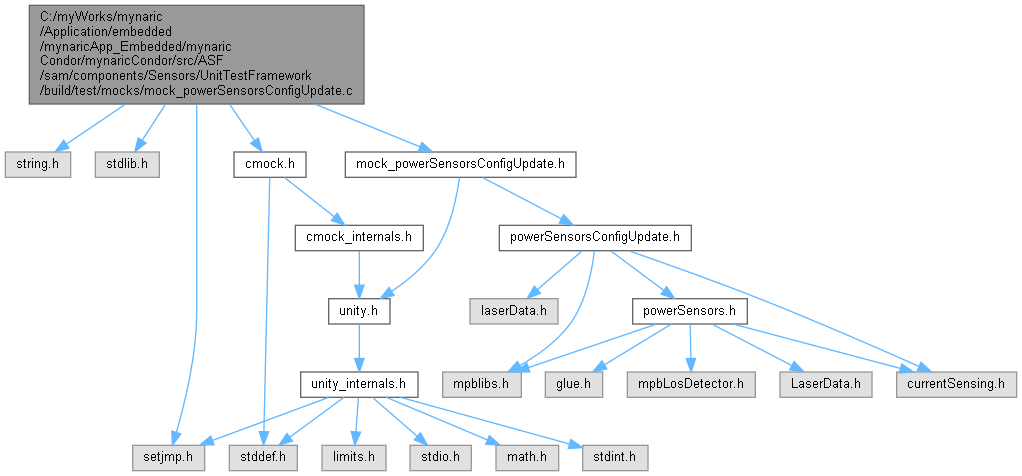 C:/myWorks/mynaric
/Application/embedded
/mynaricApp_Embedded/mynaric
Condor/mynaricCondor/src/ASF
/sam/components/Sensors/UnitTestFramework
/build/test/mocks/mock_powerSensorsConfigUpdate.c
string.h
stdlib.h
cmock.h
mock_powerSensorsConfigUpdate.h
cmock_internals.h
powerSensorsConfigUpdate.h
unity.h
laserData.h
powerSensors.h
unity_internals.h
mpblibs.h
glue.h
mpbLosDetector.h
LaserData.h
currentSensing.h
setjmp.h
stddef.h
limits.h
stdio.h
math.h
stdint.h